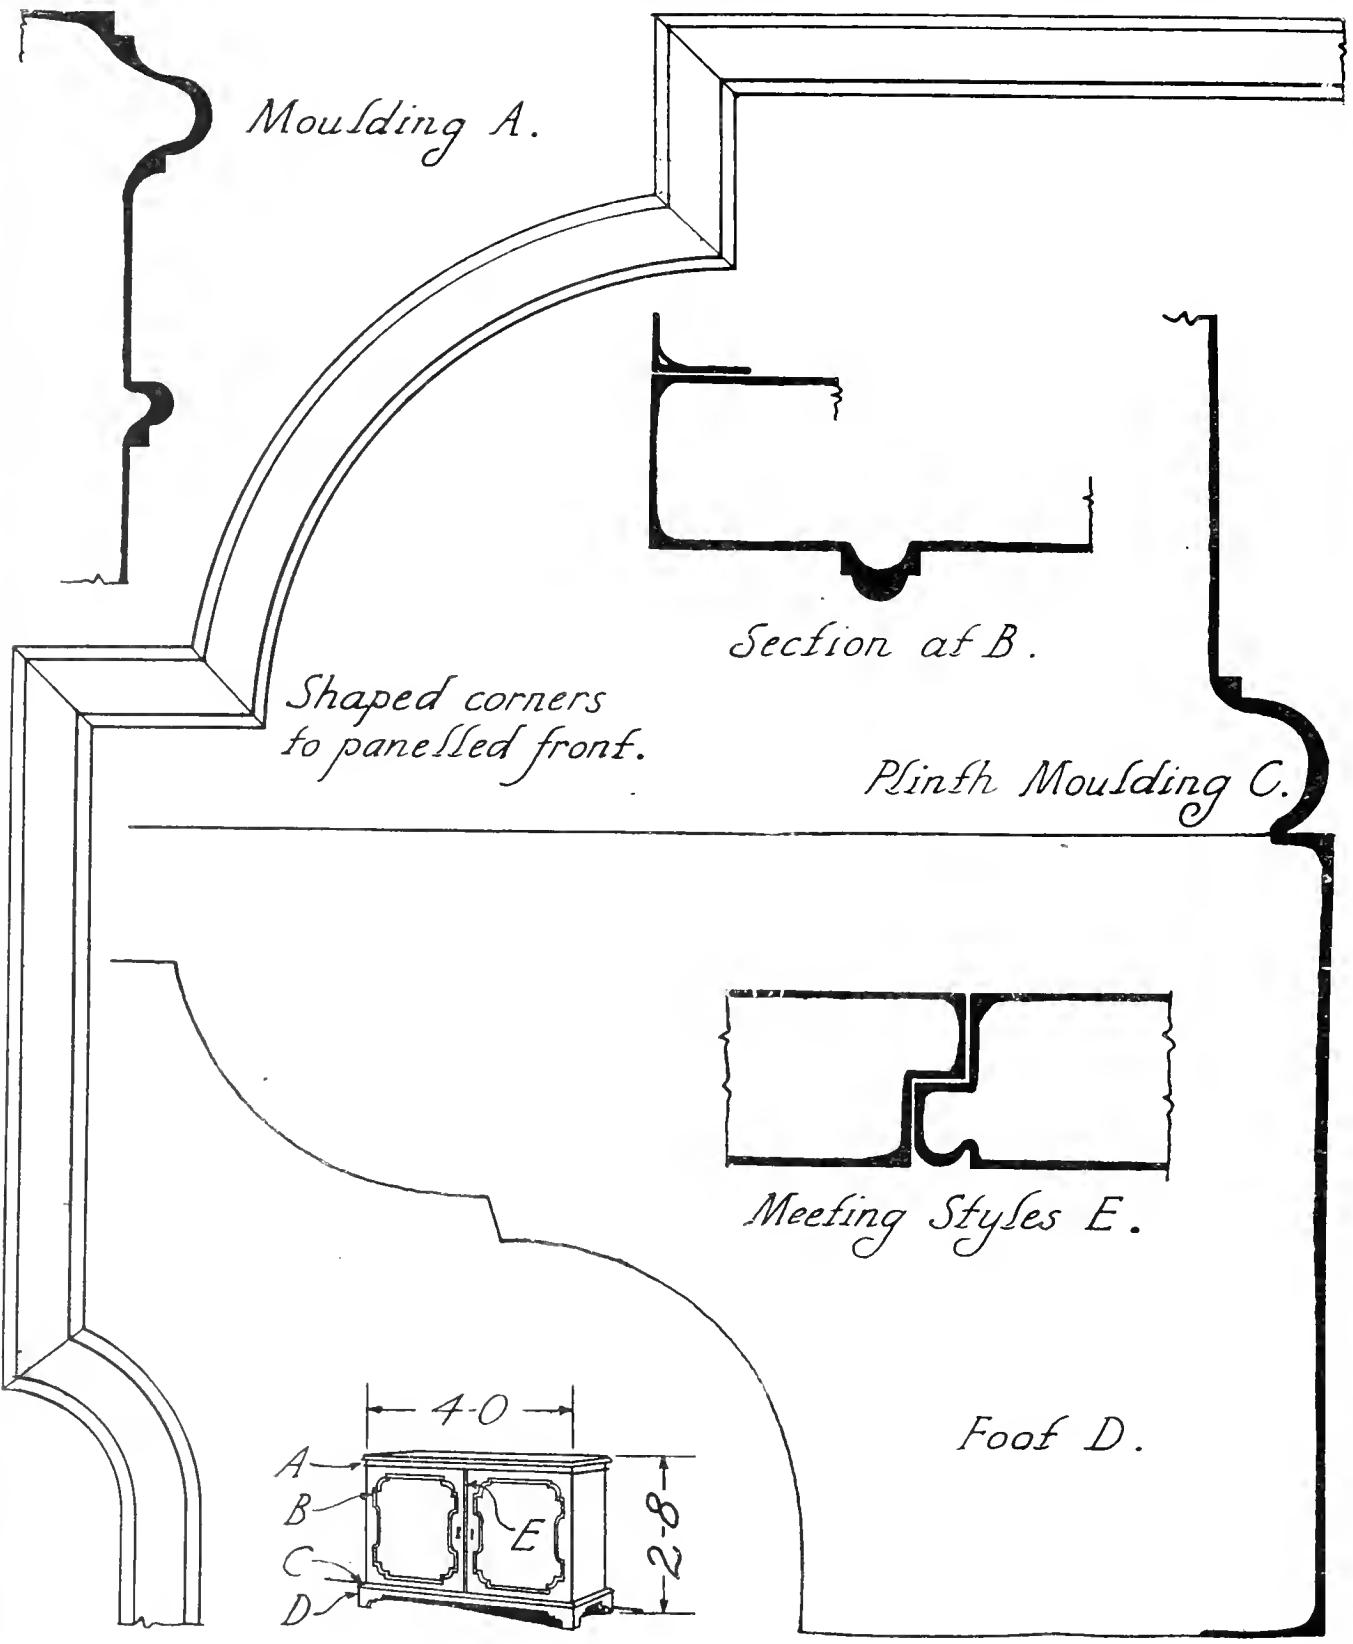 Moulding A.
Section at B.
Shaped corners
to panelled front.
Plinth Moulding C.
Meeting Styles E.
Foot D.
4-0
A
B
E
2-8
C
D